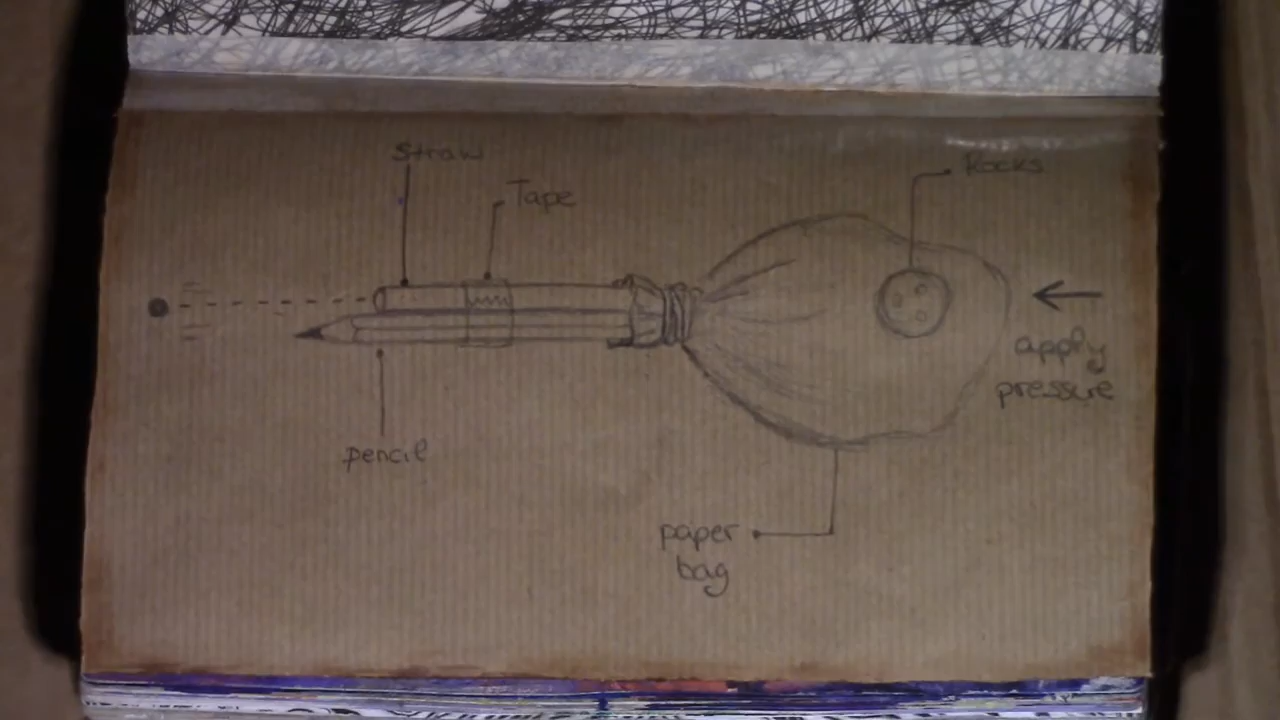 straw
Tape
Rocks
apply
pressure
pencil
paper
bag